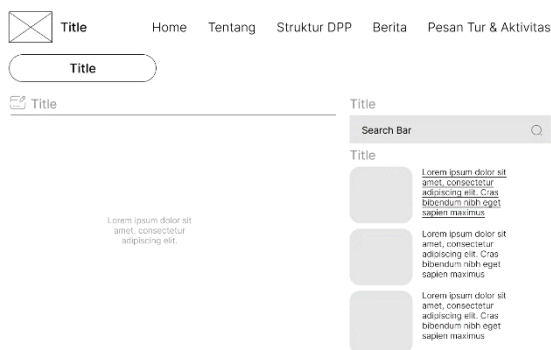 Title Home Tentang Struktur DPP Berita Pesan Tur & Aktivitas
Title
Title
Lorem ipsum dolor sit
amet, consectetur
adipiscing elit.
Title
Search Bar
Title
Lorem ipsum dolor sit
amet, consectetur
adipiscing elit. Cras
bibendum nibh eget
sapien maximus
Lorem ipsum dolor sit
amet, consectetur
adipiscing elit. Cras
bibendum nibh eget
sapien maximus
Lorem ipsum dolor sit
amet, consectetur
adipiscing elit. Cras
bibendum nibh eget
sapien maximus